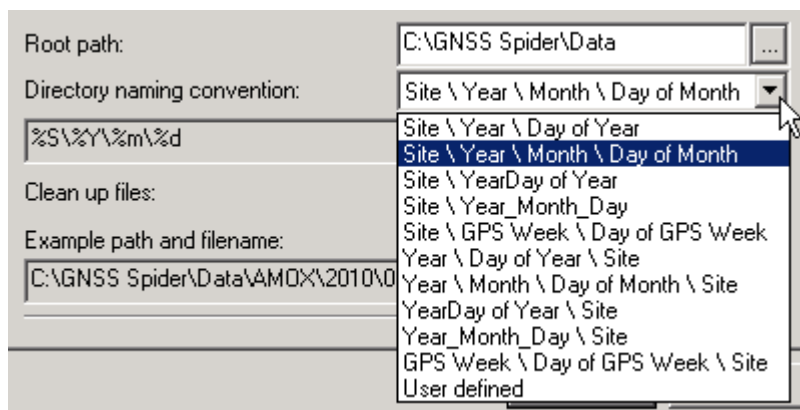 Root path:
C:\GNSS Spider\Data
...
Directory naming convention:
Site \ Year \ Month \ Day of Month
%S\%Y\%m\%d
Clean up files:
Example path and filename:
C:\GNSS Spider\Data\AMOX\2010\0
Site \ Year \ Day of Year
Site \ Year \ Month \ Day of Month
Site \ YearDay of Year
Site \ Year_Month_Day
Site \ GPS Week \ Day of GPS Week
Year \ Day of Year \ Site
Year \ Month \ Day of Month \ Site
YearDay of Year \ Site
Year_Month_Day \ Site
GPS Week \ Day of GPS Week \ Site
User defined